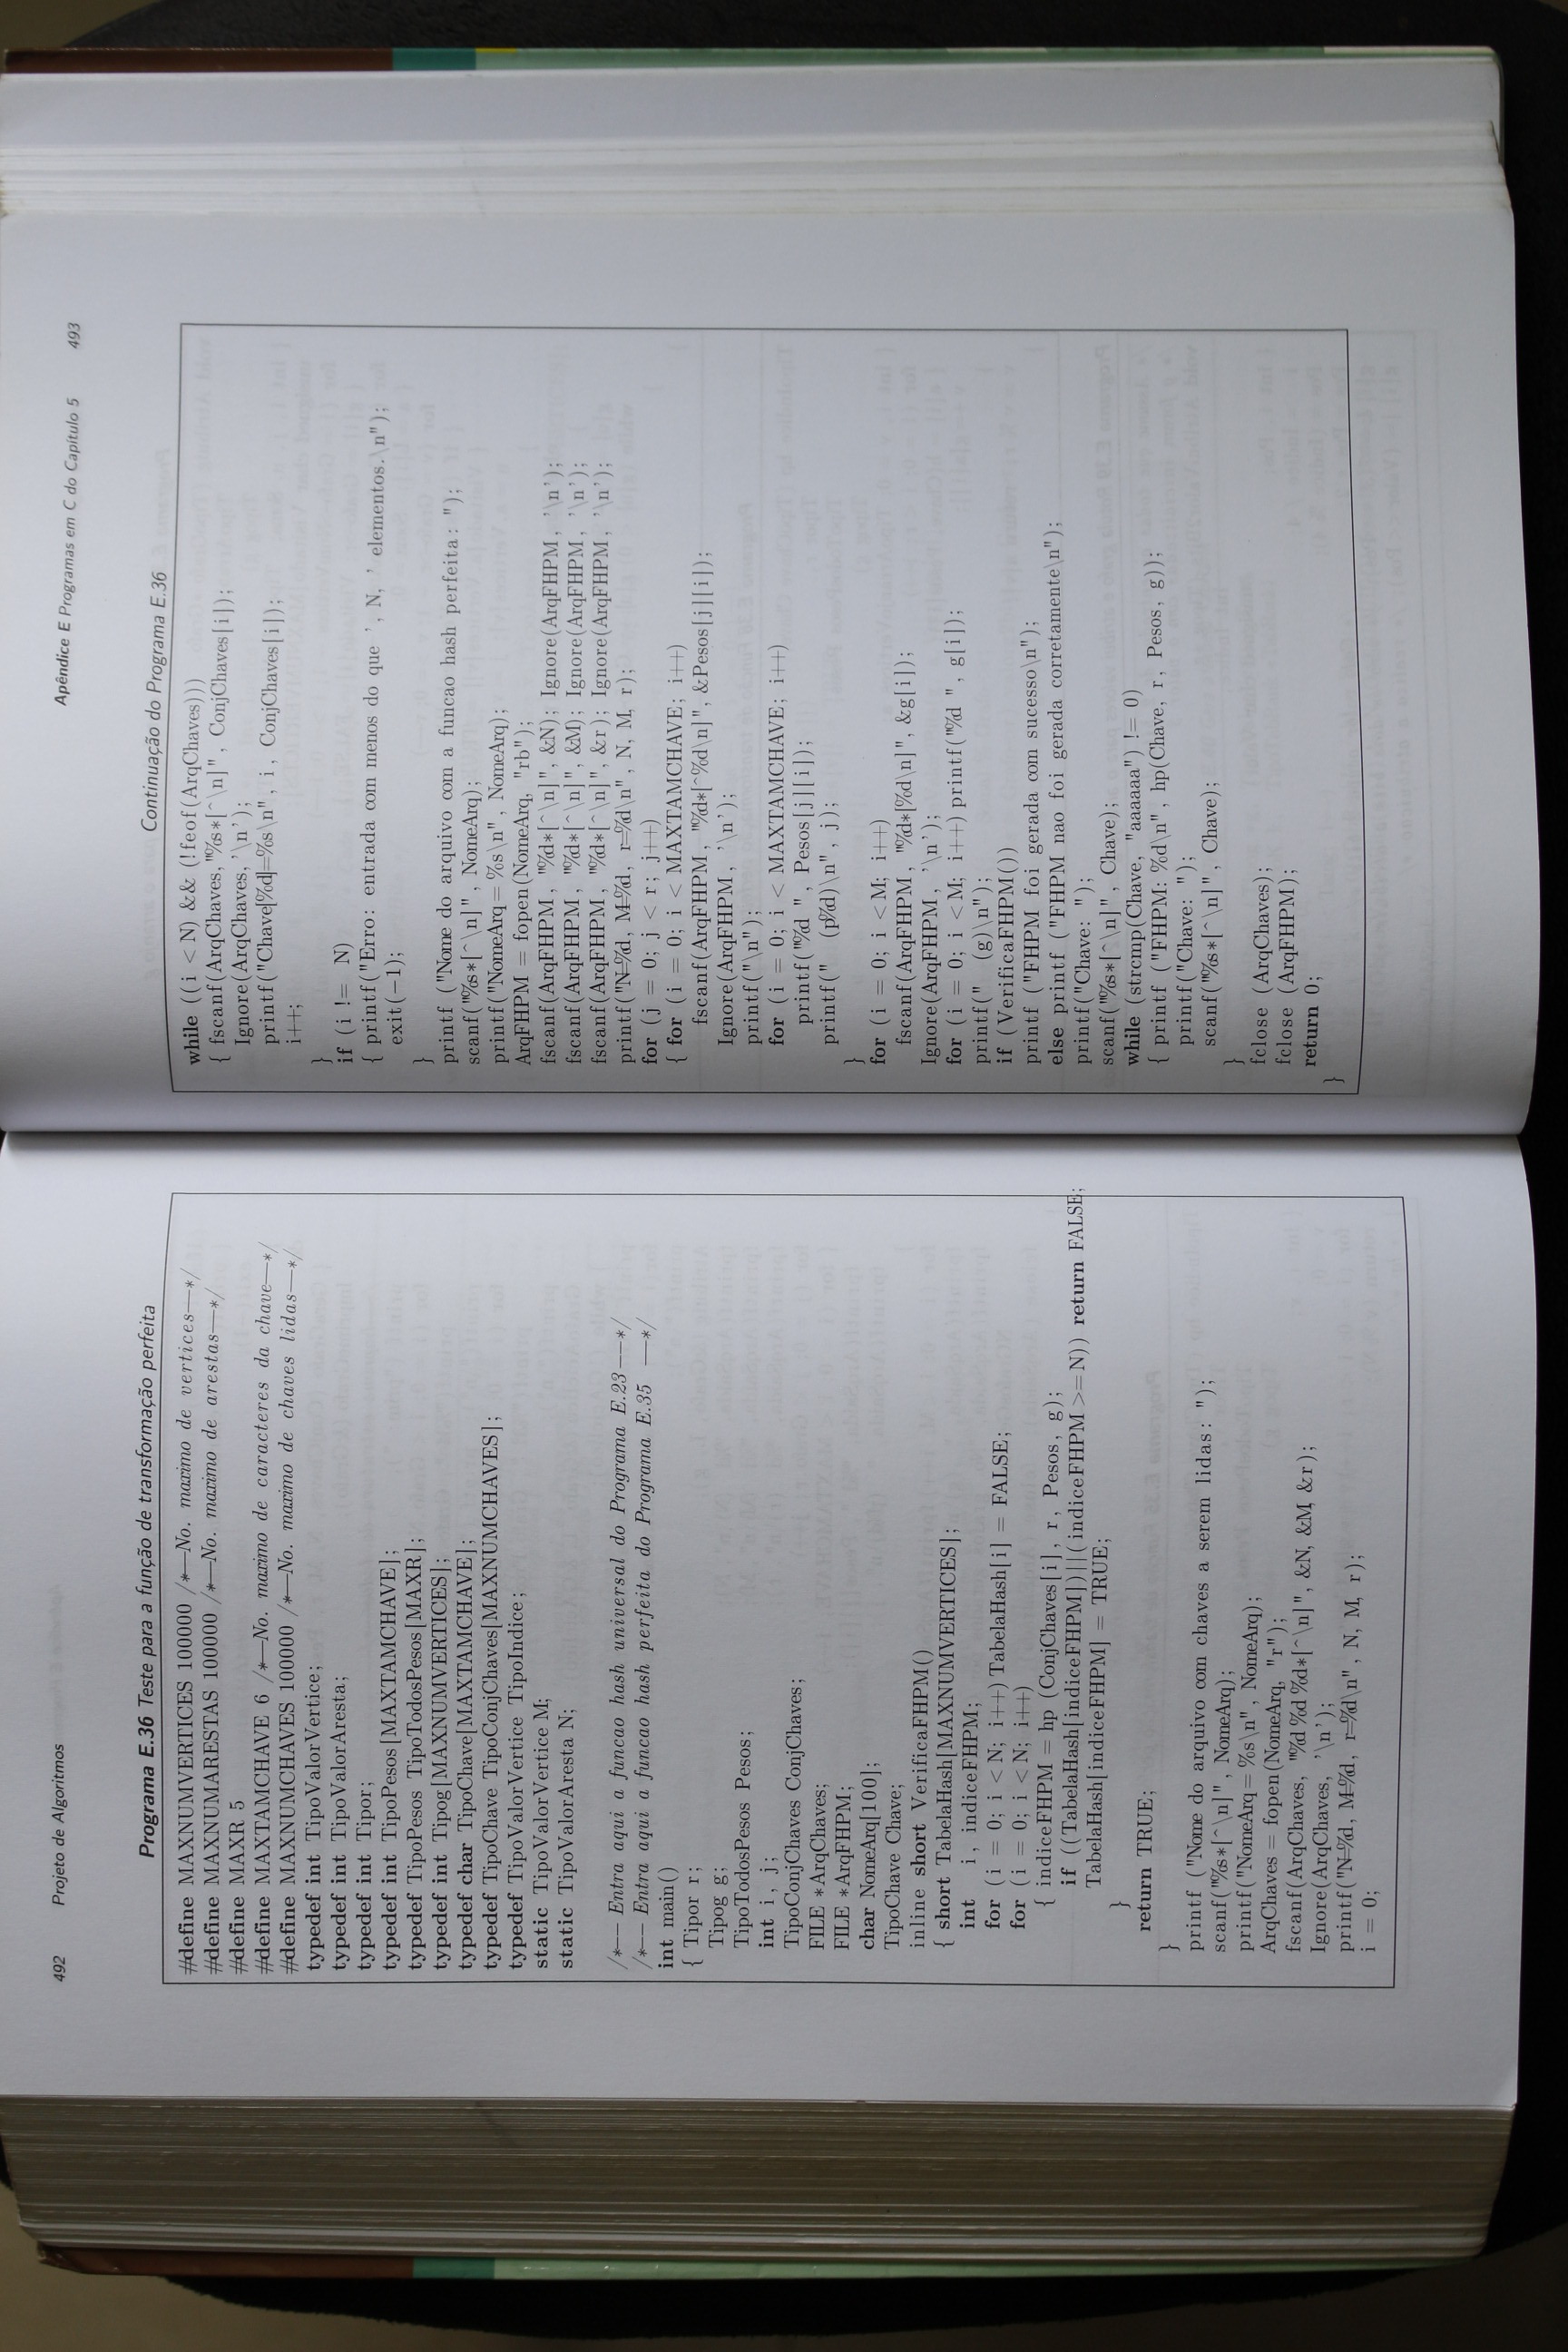 492 Projeto de Algoritmos
Programa E.36 Teste para a função de transformação perfeita
#define MAXNUMVERTICES 100000 /*—No. maximo de vertices—*/
#define MAXNUMARESTAS 100000 /*—No. maximo de arestas—*/
#define MAXR 5
#define MAXTAMCHAVE 6 /*—No. maximo de caracteres da chave—*/
#define MAXNUMCHAVES 100000 /*—No. maximo de chaves lidas—*/
typedef int TipoValorVertice;
typedef int TipoValorAresta;
typedef int Tipor;
typedef int TipoPesos[MAXTAMCHAVE];
typedef TipoPesos TipoTodosPesos[MAXR];
typedef int Tipog[MAXNUMVERTICES];
typedef char TipoChave[MAXTAMCHAVE];
typedef TipoChave TipoConjChaves[MAXNUMCHAVES];
typedef TipoValorVertice TipoIndice;
static TipoValorVertice M;
static TipoValorAresta N;
/*—— Entra aqui a funcao hash universal do Programa E.23——*/
/*—— Entra aqui a funcao hash perfeita do Programa E.35 ——*/
int main()
{ Tipor r;
Tipog g;
TipoTodosPesos Pesos;
int i, j;
TipoConjChaves ConjChaves;
FILE *ArqChaves;
FILE *ArqFHPM;
char NomeArq[100];
TipoChave Chave;
inline short VerificaFHPM()
{ short TabelaHash[MAXNUMVERTICES];
int i, indiceFHPM;
for (i = 0; i < N; i++) TabelaHash[i] = FALSE;
for (i = 0; i < N; i++)
{ indiceFHPM = hp (ConjChaves[i], r, Pesos, g);
if ((TabelaHash[indiceFHPM])||(indiceFHPM >= N)) return FALSE;
TabelaHash[indiceFHPM] = TRUE;
}
return TRUE;
}
printf ("Nome do arquivo com chaves a serem lidas: ");
scanf("%s*[^\n]", NomeArq);
printf("NomeArq = %s\n", NomeArq);
ArqChaves = fopen(NomeArq, "r");
fscanf(ArqChaves, "%d %d %d*[^\n]", &N, &M, &r);
Ignore(ArqChaves, '\n');
printf("N=%d, M=%d, r=%d\n", N, M, r);
i = 0;
Apêndice E Programas em C do Capítulo 5 493
Continuação do Programa E.36
while ((i < N) && (!feof(ArqChaves)))
{ fscanf(ArqChaves,"%s*[^\n]", ConjChaves[i]);
Ignore(ArqChaves,'\n');
printf("Chave[%d]=%s\n", i, ConjChaves[i]);
i++;
}
if (i != N)
{ printf("Erro: entrada com menos do que ', N, ' elementos.\n");
exit(−1);
}
printf ("Nome do arquivo com a funcao hash perfeita: ");
scanf("%s*[^\n]", NomeArq);
printf("NomeArq = %s\n", NomeArq);
ArqFHPM = fopen(NomeArq, "rb");
fscanf(ArqFHPM, "%d*[^\n]", &N); Ignore(ArqFHPM, '\n');
fscanf(ArqFHPM, "%d*[^\n]", &M); Ignore(ArqFHPM, '\n');
fscanf(ArqFHPM, "%d*[^\n]", &r); Ignore(ArqFHPM, '\n');
printf("N=%d, M=%d, r=%d\n", N, M, r);
for (j = 0; j < r; j++)
{ for (i = 0; i < MAXTAMCHAVE; i++)
fscanf(ArqFHPM, "%d*[^%d\n]", &Pesos[j][i]);
Ignore(ArqFHPM, '\n');
printf("\n");
for (i = 0; i < MAXTAMCHAVE; i++)
printf("%d ", Pesos[j][i]);
printf(" (p%d)\n", j);
}
for (i = 0; i < M; i++)
fscanf(ArqFHPM, "%d*[%d\n]", &g[i]);
Ignore(ArqFHPM, '\n');
for (i = 0; i < M; i++) printf("%d ", g[i]);
printf(" (g)\n");
if (VerificaFHPM())
printf ("FHPM foi gerada com sucesso\n");
else printf ("FHPM nao foi gerada corretamente\n");
printf("Chave: ");
scanf("%s*[^\n]", Chave);
while (strcmp(Chave, "aaaaaa") != 0)
{ printf ("FHPM: %d\n", hp(Chave, r, Pesos, g));
printf("Chave: ");
scanf("%s*[^\n]", Chave);
}
fclose (ArqChaves);
fclose (ArqFHPM);
return 0;
}